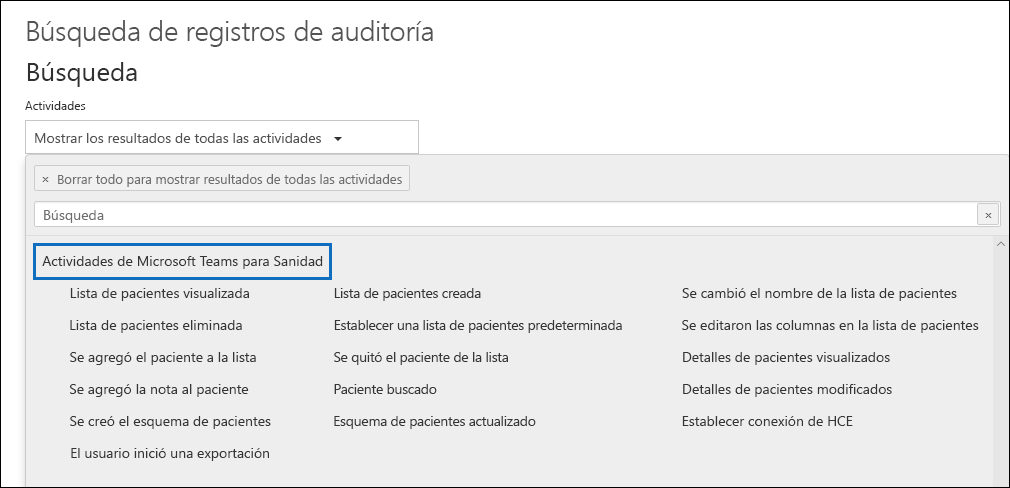 Búsqueda de registros de auditoría
Búsqueda
Actividades
Mostrar los resultados de todas las actividades
× Borrar todo para mostrar resultados de todas las actividades
Búsqueda ×
Actividades de Microsoft Teams para Sanidad
Lista de pacientes visualizada Lista de pacientes creada Se cambió el nombre de la lista de pacientes
Lista de pacientes eliminada Establecer una lista de pacientes predeterminada Se editaron las columnas en la lista de pacientes
Se agregó el paciente a la lista Se quitó el paciente de la lista Detalles de pacientes visualizados
Se agregó la nota al paciente Paciente buscado Detalles de pacientes modificados
Se creó el esquema de pacientes Esquema de pacientes actualizado Establecer conexión de HCE
El usuario inició una exportación